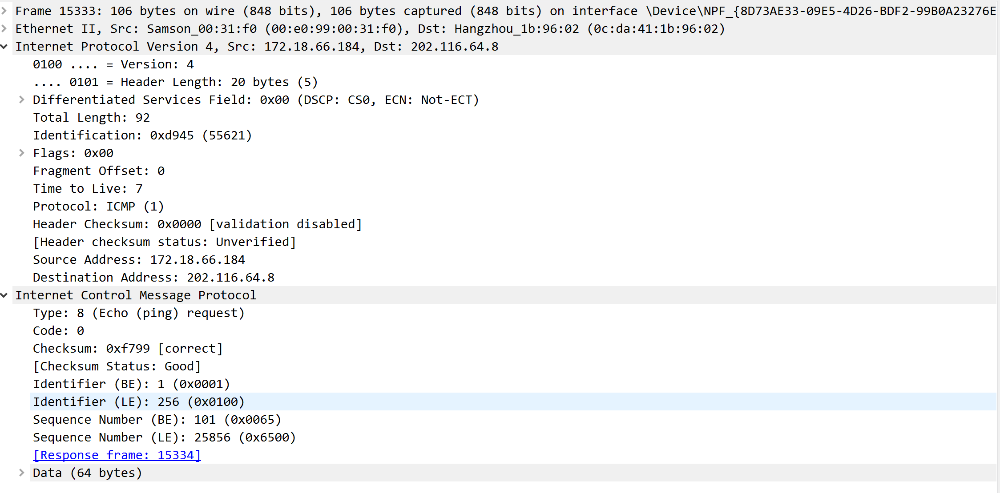 Frame 15333: 106 bytes on wire (848 bits), 106 bytes captured (848 bits) on interface \Device\NPF_{8D73AE33-09E5-4D26-BDF2-99B0A23276E
Ethernet II, Src: Samson_00:31:f0 (00:e0:99:00:31:f0), Dst: Hangzhou_1b:96:02 (0c:da:41:1b:96:02)
Internet Protocol Version 4, Src: 172.18.66.184, Dst: 202.116.64.8
0100 .... = Version: 4
.... 0101 = Header Length: 20 bytes (5)
Differentiated Services Field: 0x00 (DSCP: CS0, ECN: Not-ECT)
Total Length: 92
Identification: 0xd945 (55621)
Flags: 0x00
Fragment Offset: 0
Time to Live: 7
Protocol: ICMP (1)
Header Checksum: 0x0000 [validation disabled]
[Header checksum status: Unverified]
Source Address: 172.18.66.184
Destination Address: 202.116.64.8
Internet Control Message Protocol
Type: 8 (Echo (ping) request)
Code: 0
Checksum: 0xf799 [correct]
[Checksum Status: Good]
Identifier (BE): 1 (0x0001)
Identifier (LE): 256 (0x0100)
Sequence Number (BE): 101 (0x0065)
Sequence Number (LE): 25856 (0x6500)
[Response frame: 15334]
Data (64 bytes)